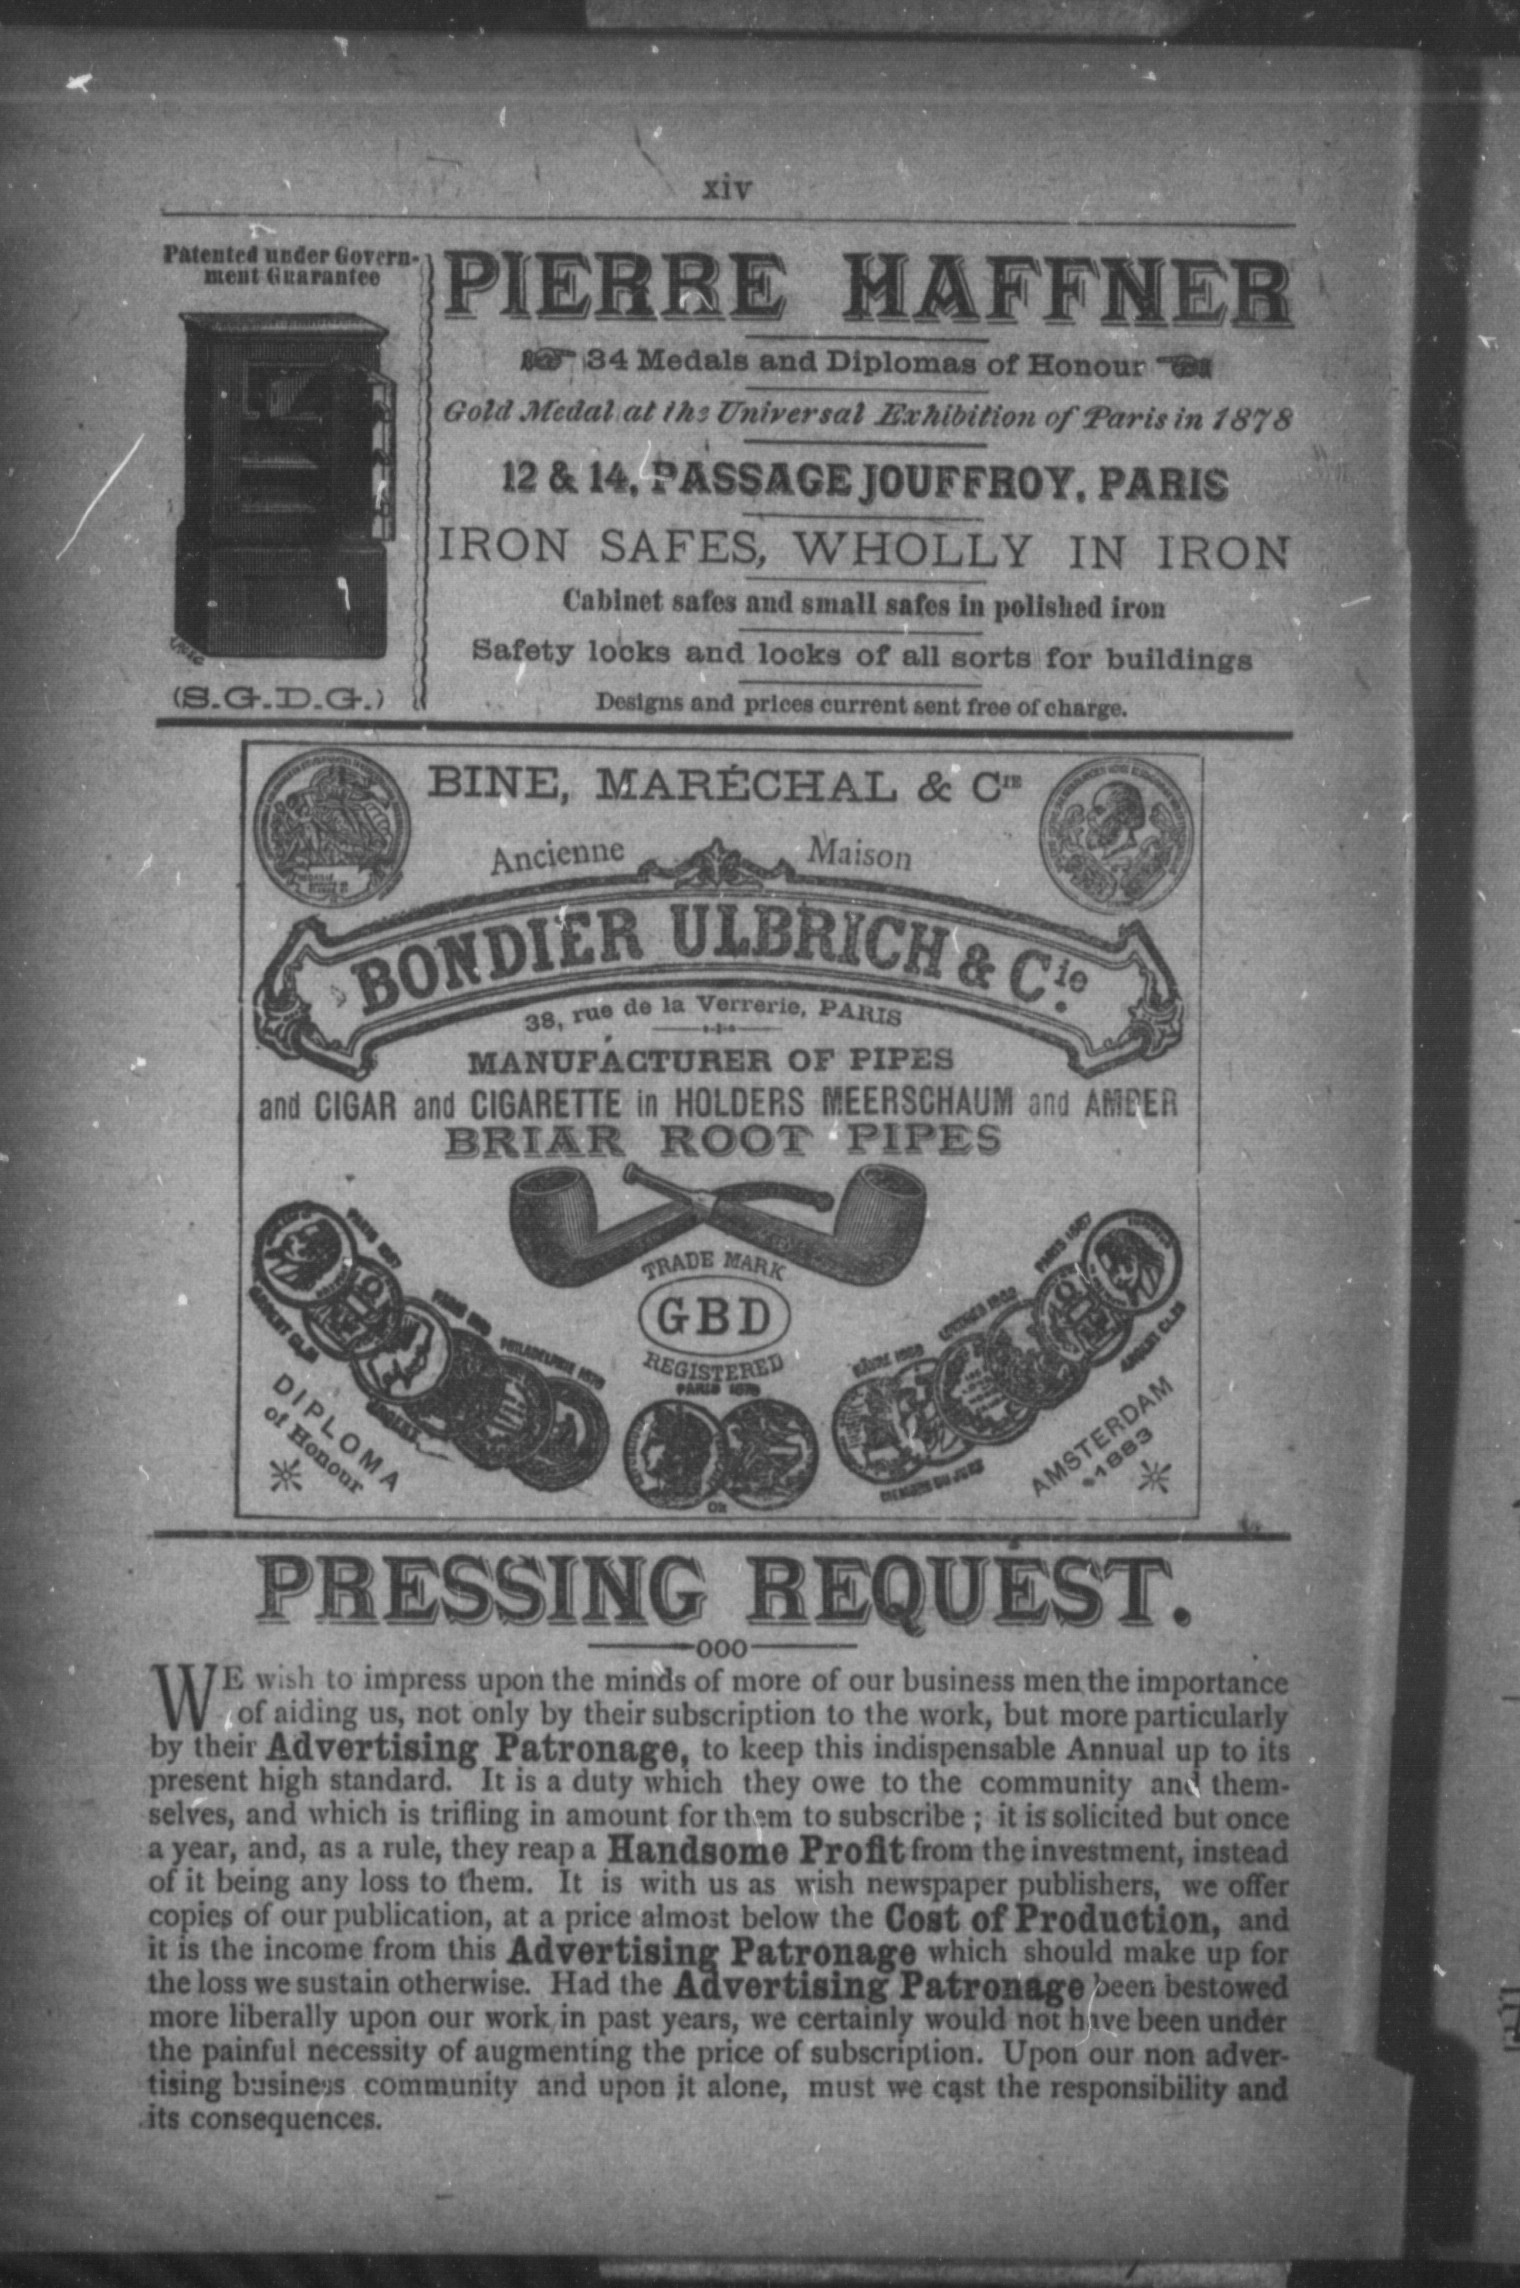 xiv
Patented under Govern-
ment Guarantee
(S.G.D.G.)
PIERRE HAFFNER
34 Medals and Diplomas of Honour
Gold Medal at the Universal Exhibition of Paris in 1878
12 & 14, PASSAGE JOUFFROY, PARIS
IRON SAFES, WHOLLY IN IRON
Cabinet safes and small safes in polished iron
Safety locks and locks of all sorts for buildings
Designs and prices current sent free of charge.
BINE, MARÉCHAL & CIE
Ancienne Maison
BONDIER ULBRICH & Cie.
38, rue de la Verrerie, PARIS
MANUFACTURER OF PIPES
and CIGAR and CIGARETTE in HOLDERS MEERSCHAUM and AMBER
BRIAR ROOT PIPES
TRADE MARK
GBD
REGISTERED
PARIS 1867
PHILADELPHIE 1876
PARIS 1878
OR
PARIS 1867
DIPLOMA
of Honour
AMSTERDAM
1883
PRESSING REQUEST.
ooo
WE wish to impress upon the minds of more of our business men the importance
of aiding us, not only by their subscription to the work, but more particularly
by their Advertising Patronage, to keep this indispensable Annual up to its
present high standard. It is a duty which they owe to the community and them-
selves, and which is trifling in amount for them to subscribe; it is solicited but once
a year, and, as a rule, they reap a Handsome Profit from the investment, instead
of it being any loss to them. It is with us as wish newspaper publishers, we offer
copies of our publication, at a price almost below the Cost of Production, and
it is the income from this Advertising Patronage which should make up for
the loss we sustain otherwise. Had the Advertising Patronage been bestowed
more liberally upon our work in past years, we certainly would not have been under
the painful necessity of augmenting the price of subscription. Upon our non adver-
tising business community and upon it alone, must we cast the responsibility and
its consequences.